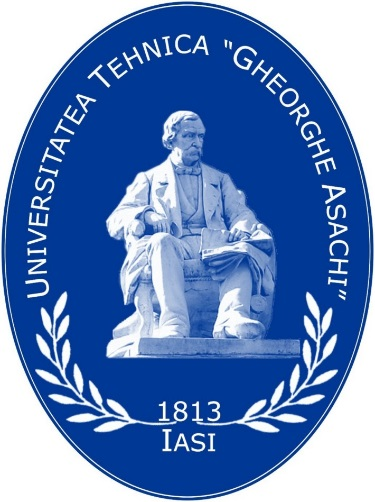 UNIVERSITATEA TEHNICA "GHEORGHE ASACHI"
1813
IASI